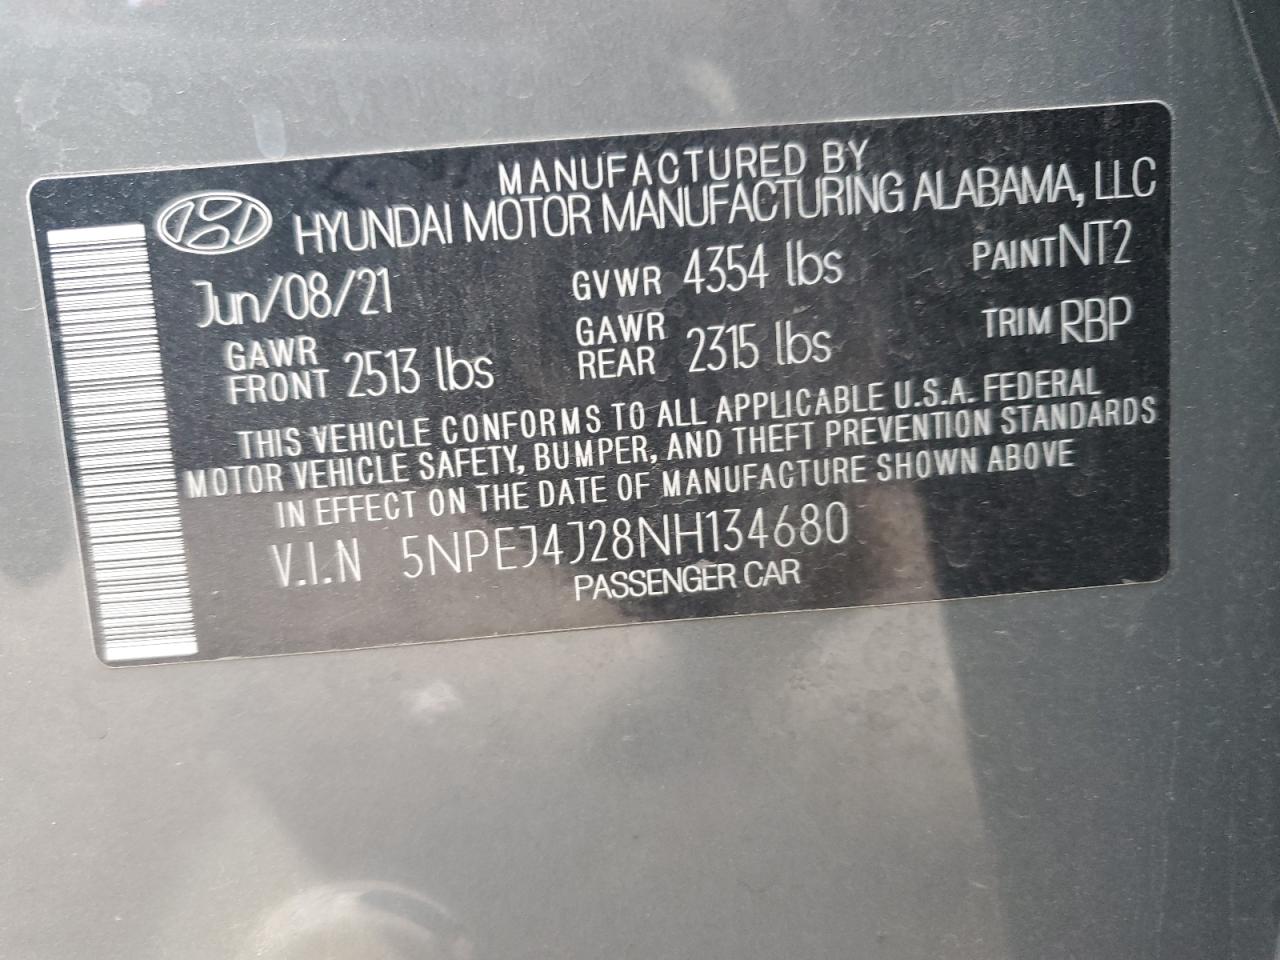 MANUFACTURED BY
HYUNDAI MOTOR MANUFACTURING ALABAMA, LLC
Jun/08/21 GVWR 4354 lbs PAINT NT2
GAWR FRONT 2513 lbs GAWR REAR 2315 lbs TRIM RBP
THIS VEHICLE CONFORMS TO ALL APPLICABLE U.S.A. FEDERAL
MOTOR VEHICLE SAFETY, BUMPER, AND THEFT PREVENTION STANDARDS
IN EFFECT ON THE DATE OF MANUFACTURE SHOWN ABOVE
V.I.N 5NPEJ4J28NH134680
PASSENGER CAR